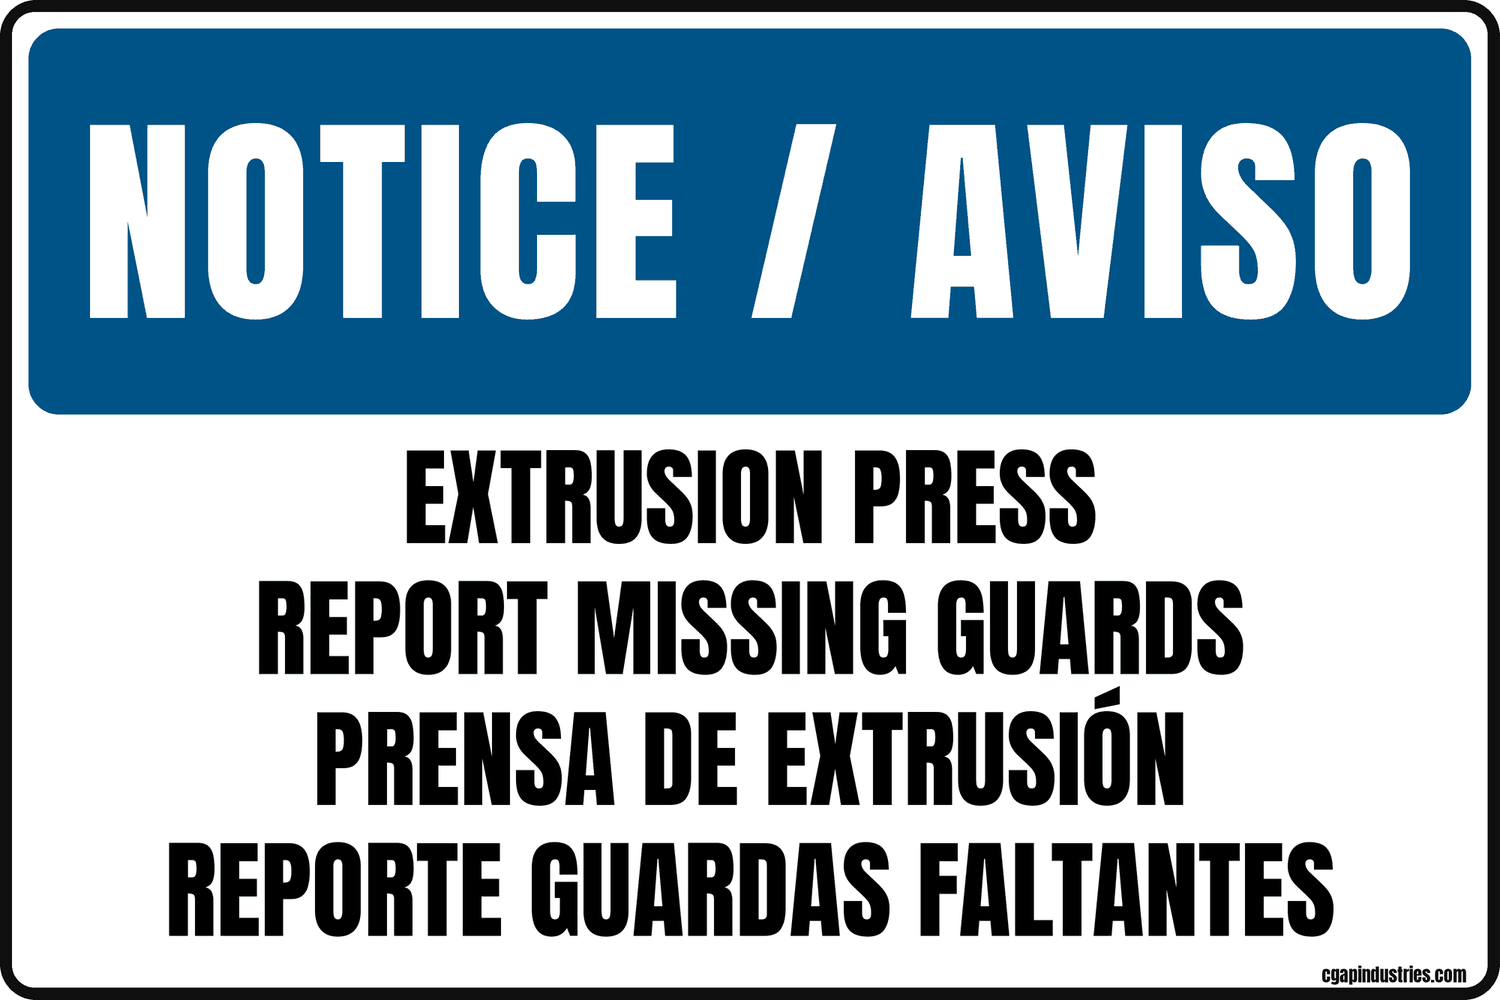 NOTICE / AVISO
EXTRUSION PRESS
REPORT MISSING GUARDS
PRENSA DE EXTRUSIÓN
REPORTE GUARDAS FALTANTES
cgapindustries.com